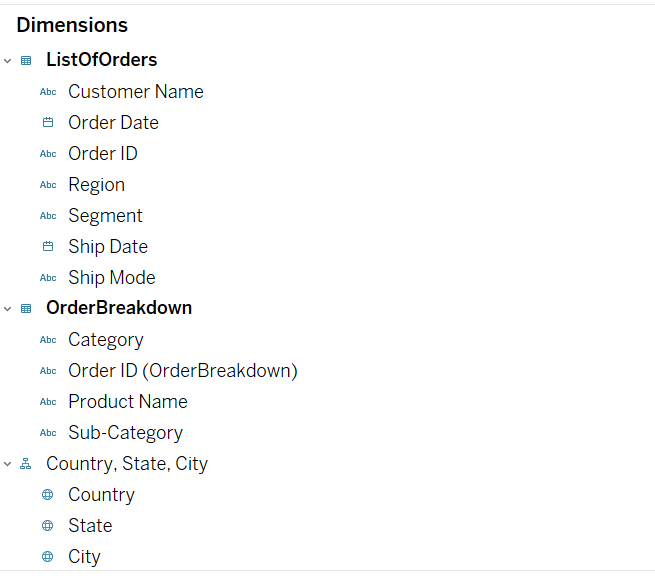 Dimensions
ListOfOrders
Abc Customer Name
Order Date
Abc Order ID
Abc Region
Abc Segment
Ship Date
Abc Ship Mode
OrderBreakdown
Abc Category
Abc Order ID (OrderBreakdown)
Abc Product Name
Abc Sub-Category
Country, State, City
Country
State
City